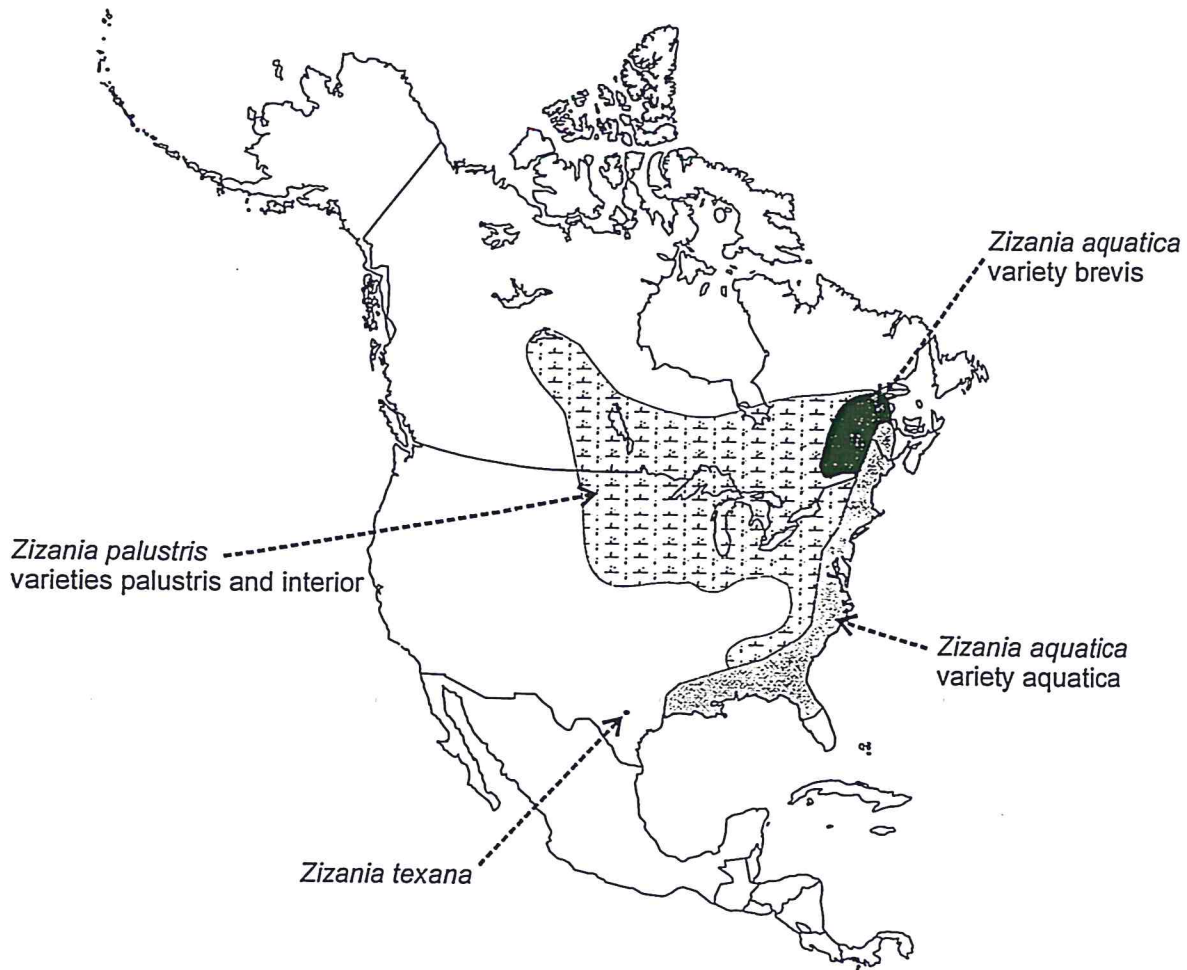 Zizania aquatica
variety brevis
Zizania palustris
varieties palustris and interior
Zizania aquatica
variety aquatica
Zizania texana